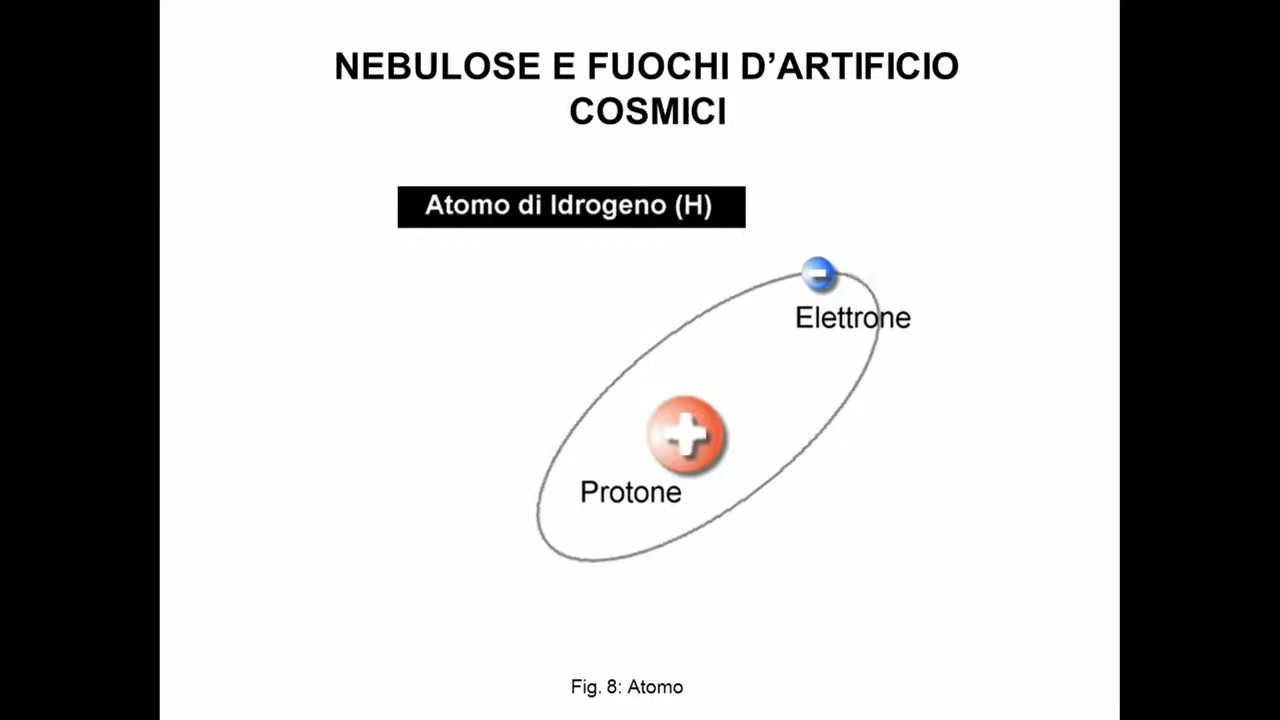 NEBULOSE E FUOCHI D’ARTIFICIO
COSMICI
Atomo di Idrogeno (H)
Elettrone
Protone
Fig. 8: Atomo